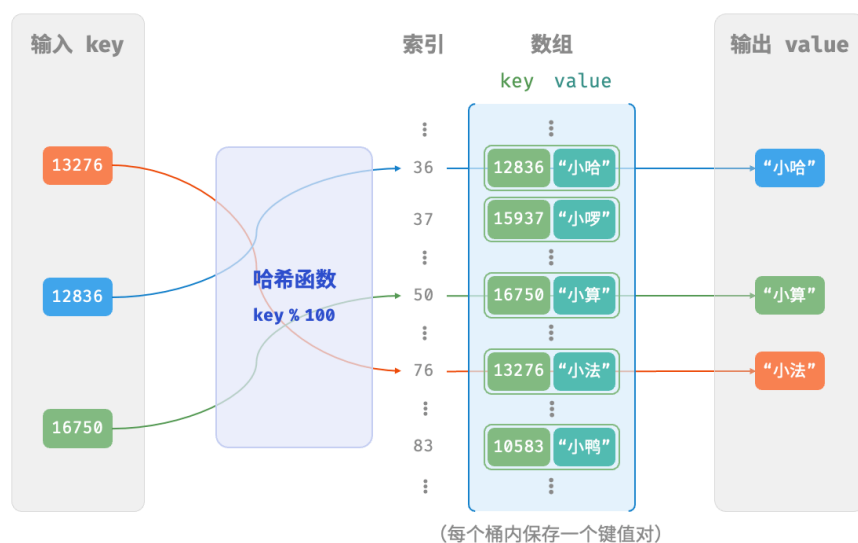 输入 key
索引
数组
输出 value
key value
13276
36
12836 “小哈”
“小哈”
37
15937 “小啰”
哈希函数
key % 100
12836
50
16750 “小算”
“小算”
76
13276 “小法”
“小法”
16750
83
10583 “小鸭”
（每个桶内保存一个键值对）